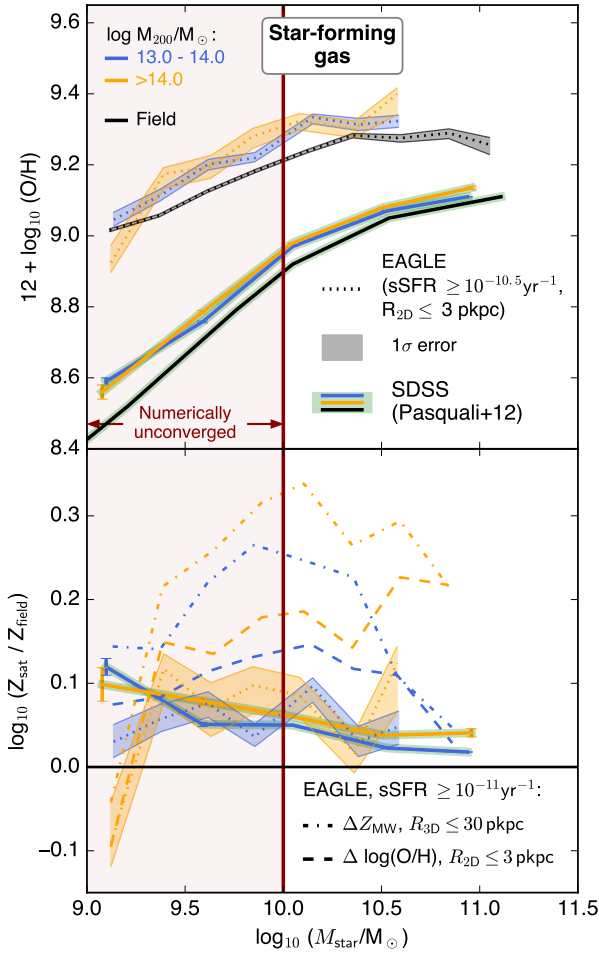 9.6
9.4
9.2
9.0
8.8
8.6
8.4
12 + log₁₀ (O/H)
log M₂₀₀/M⊙:
13.0 - 14.0
>14.0
Field
Star-forming
gas
EAGLE
(sSFR ≥ 10⁻¹⁰·⁵yr⁻¹,
R₂D ≤ 3 pkpc)
1σ error
SDSS
(Pasquali+12)
Numerically
unconverged
0.3
0.2
0.1
0.0
−0.1
log₁₀ (Zsat / Zfield)
EAGLE, sSFR ≥ 10⁻¹¹yr⁻¹:
ΔZMW, R3D ≤ 30 pkpc
Δ log(O/H), R2D ≤ 3 pkpc
9.0 9.5 10.0 10.5 11.0 11.5
log₁₀ (Mstar/M⊙)